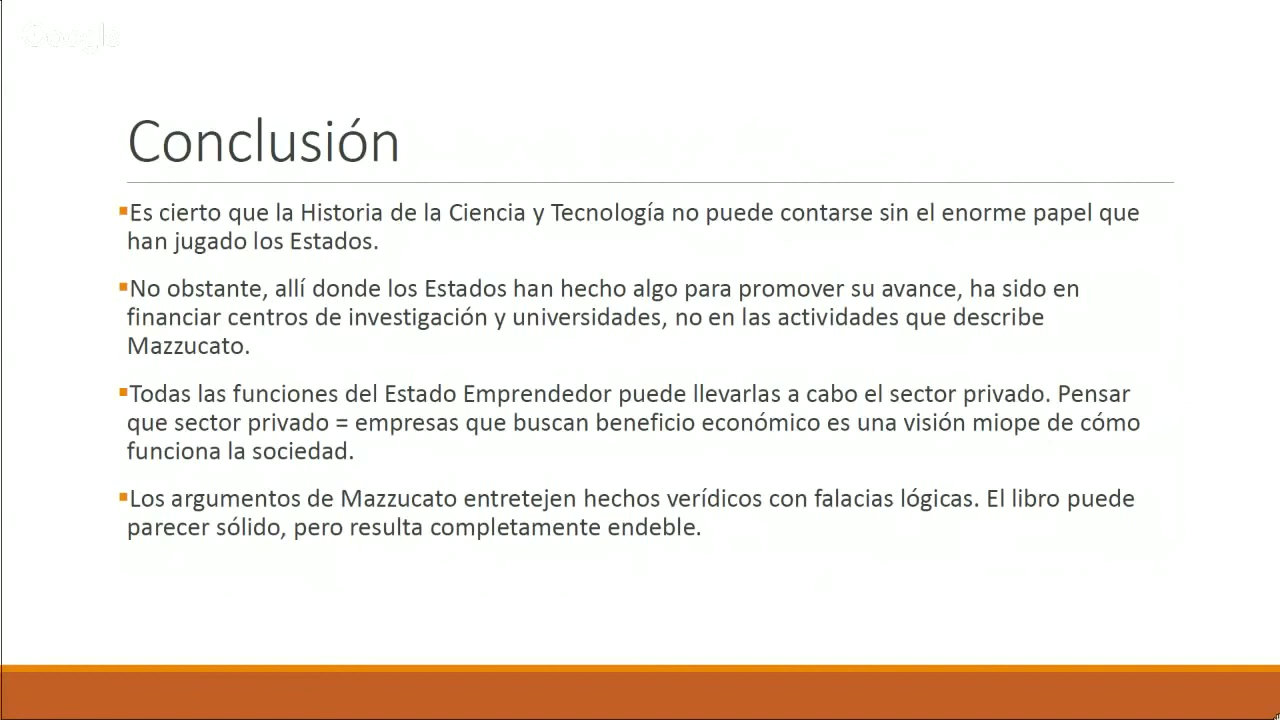 Conclusión
▪Es cierto que la Historia de la Ciencia y Tecnología no puede contarse sin el enorme papel que
han jugado los Estados.
▪No obstante, allí donde los Estados han hecho algo para promover su avance, ha sido en
financiar centros de investigación y universidades, no en las actividades que describe
Mazzucato.
▪Todas las funciones del Estado Emprendedor puede llevarlas a cabo el sector privado. Pensar
que sector privado = empresas que buscan beneficio económico es una visión miope de cómo
funciona la sociedad.
▪Los argumentos de Mazzucato entretejen hechos verídicos con falacias lógicas. El libro puede
parecer sólido, pero resulta completamente endeble.